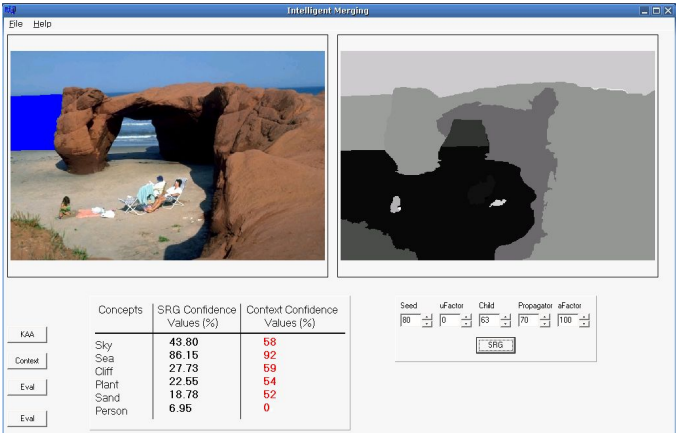 Intelligent Merging
File Help
Concepts SRG Confidence Values (%) Context Confidence Values (%)
Sky 43.80 58
Sea 86.15 92
Cliff 27.73 59
Plant 22.55 54
Sand 18.78 52
Person 6.95 0
Seed uFactor Child Propagator aFactor
80 0 63 70 100
SRG
KAA
Context
Eval
Eval